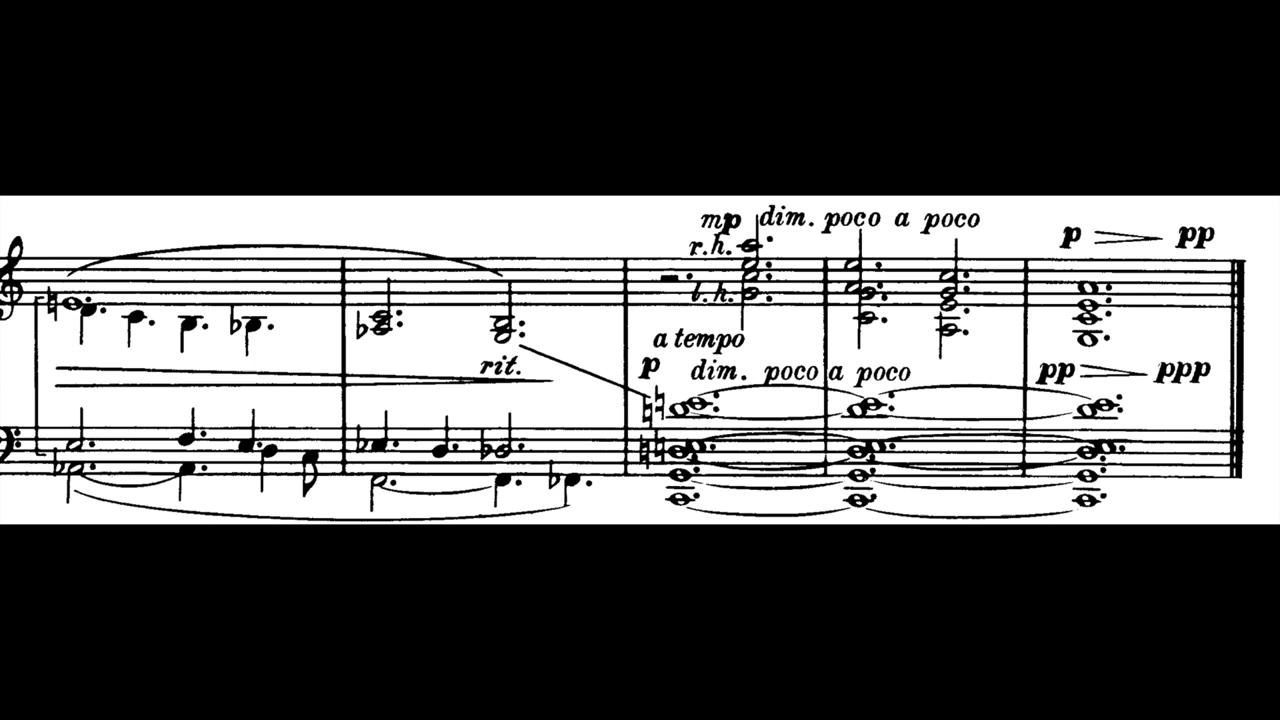 mp dim. poco a poco
r.h.
p pp
l.h.
a tempo
rit.
p dim. poco a poco
pp ppp